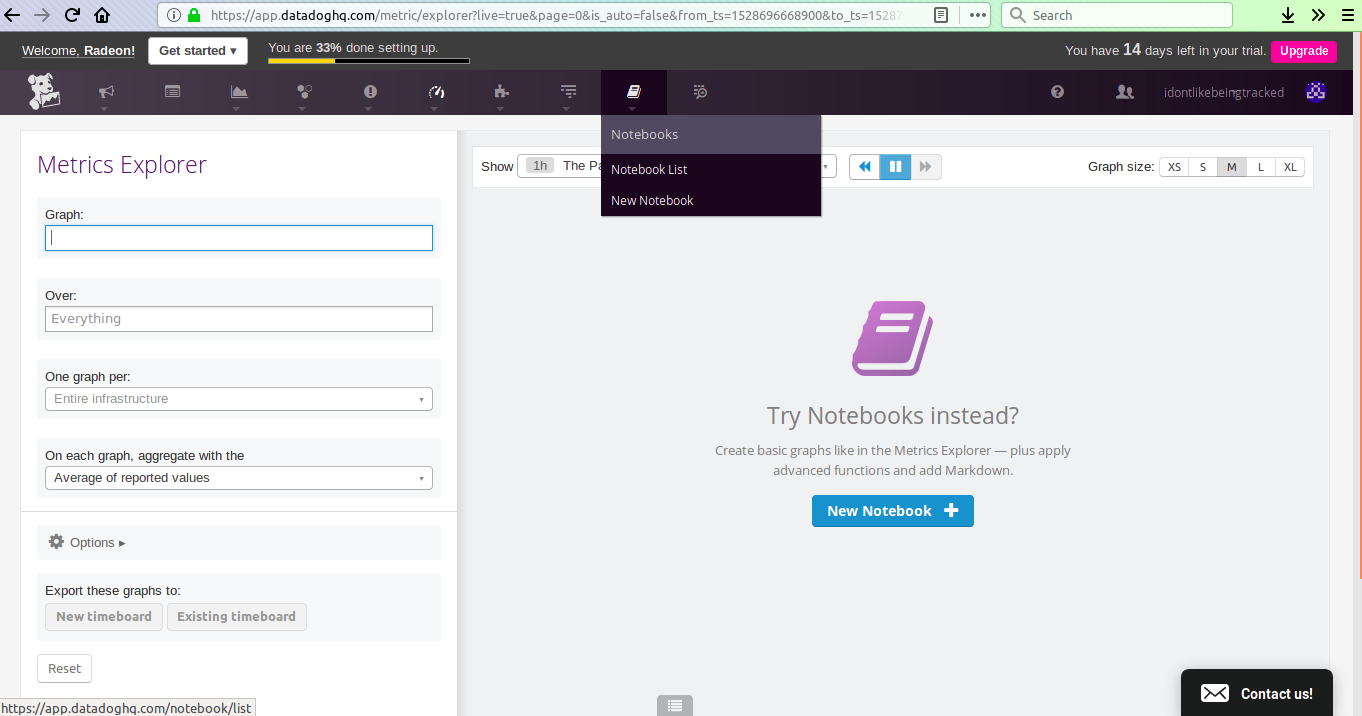 https://app.datadoghq.com/metric/explorer?live=true&page=0&is_auto=false&from_ts=1528696668900&to_ts=15287
Search
Welcome, Radeon!
Get started ▾
You are 33% done setting up.
You have 14 days left in your trial.
Upgrade
idontlikebeingtracked
Notebooks
Notebook List
New Notebook
Metrics Explorer
Graph:
Over:
Everything
One graph per:
Entire infrastructure
On each graph, aggregate with the
Average of reported values
Options ▸
Export these graphs to:
New timeboard
Existing timeboard
Reset
Show
1h
The Pa
Graph size:
XS S M L XL
Try Notebooks instead?
Create basic graphs like in the Metrics Explorer — plus apply
advanced functions and add Markdown.
New Notebook
Contact us!
https://app.datadoghq.com/notebook/list